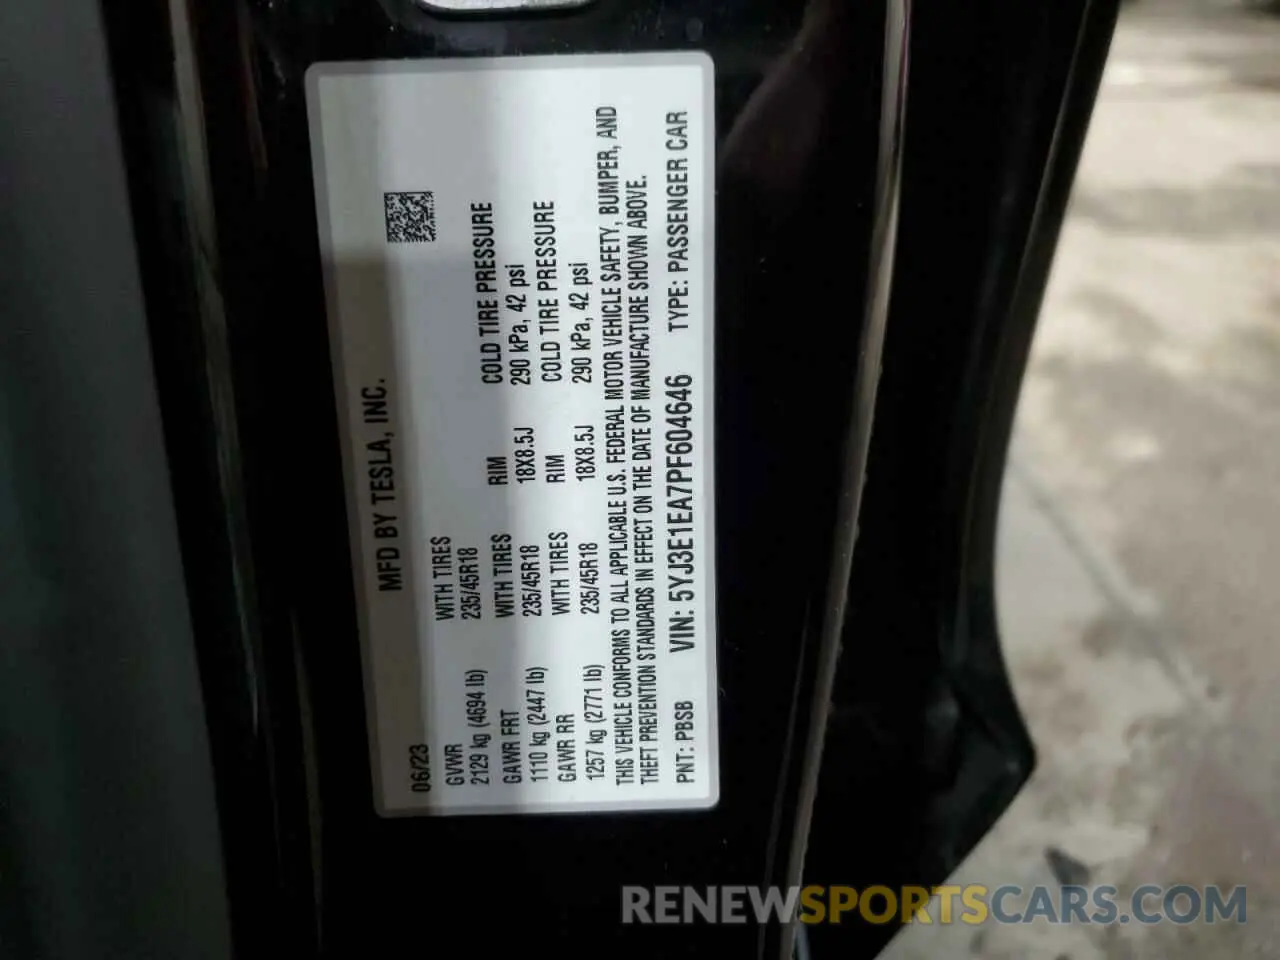 MFD BY TESLA, INC.
06/23
GVWR WITH TIRES
2129 kg (4694 lb) 235/45R18
GAWR FRT WITH TIRES RIM COLD TIRE PRESSURE
1110 kg (2447 lb) 235/45R18 18X8.5J 290 kPa, 42 psi
GAWR RR WITH TIRES RIM COLD TIRE PRESSURE
1257 kg (2771 lb) 235/45R18 18X8.5J 290 kPa, 42 psi
THIS VEHICLE CONFORMS TO ALL APPLICABLE U.S. FEDERAL MOTOR VEHICLE SAFETY, BUMPER, AND
THEFT PREVENTION STANDARDS IN EFFECT ON THE DATE OF MANUFACTURE SHOWN ABOVE.
PNT: PBSB VIN: 5YJ3E1EA7PF604646 TYPE: PASSENGER CAR
RENEWSPORTSCARS.COM